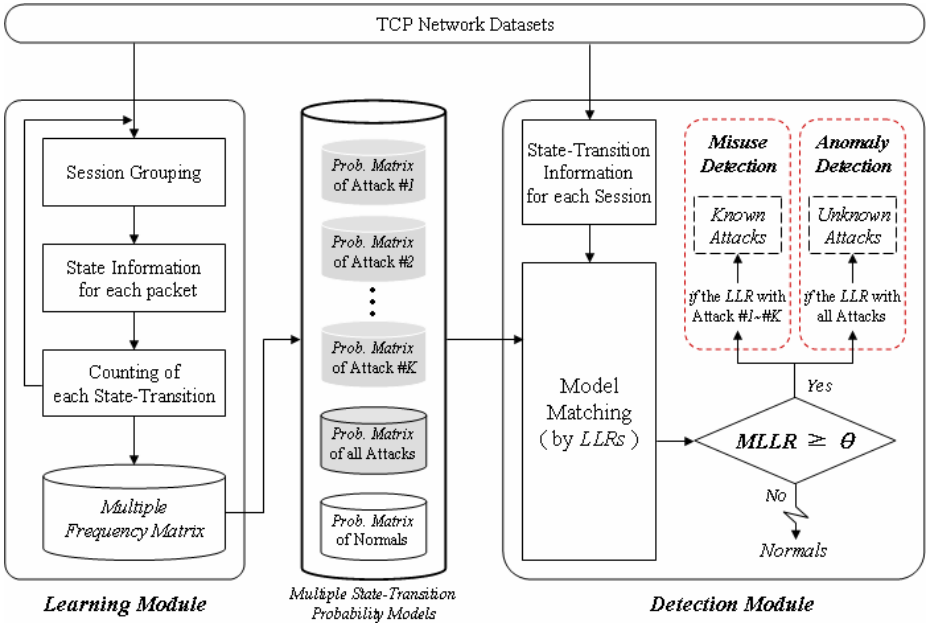 TCP Network Datasets
Session Grouping
State Information
for each packet
Counting of
each State-Transition
Multiple
Frequency Matrix
Learning Module
Prob. Matrix
of Attack #1
Prob. Matrix
of Attack #2
Prob. Matrix
of Attack #K
Prob. Matrix
of all Attacks
Prob. Matrix
of Normals
Multiple State-Transition
Probability Models
State-Transition
Information
for each Session
Model
Matching
( by LLRs )
Misuse
Detection
Known
Attacks
if the LLR with
Attack #1~#K
Anomaly
Detection
Unknown
Attacks
if the LLR with
all Attacks
Yes
MLLR ≥ θ
No
Normals
Detection Module